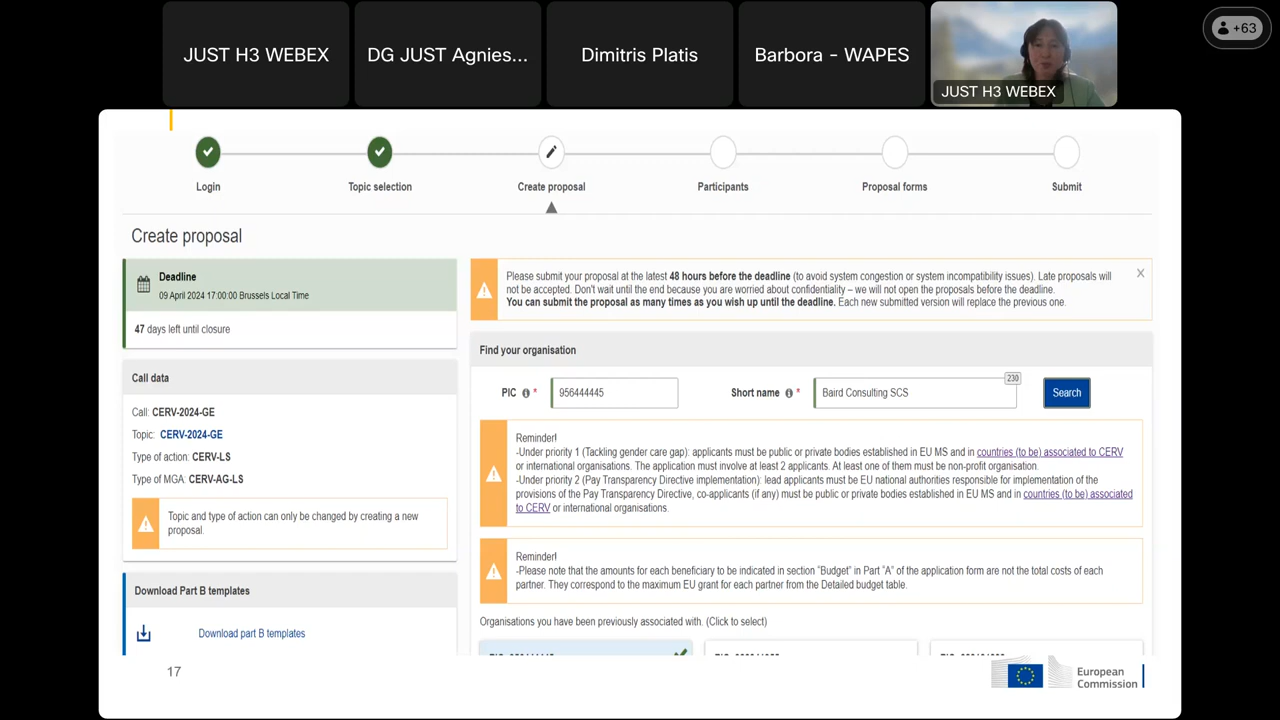 JUST H3 WEBEX
DG JUST Agnies...
Dimitris Platis
Barbora - WAPES
JUST H3 WEBEX
+63
Login
Topic selection
Create proposal
Participants
Proposal forms
Submit
Create proposal
Deadline
09 April 2024 17:00:00 Brussels Local Time
47 days left until closure
Call data
Call: CERV-2024-GE
Topic: CERV-2024-GE
Type of action: CERV-LS
Type of MGA: CERV-AG-LS
Topic and type of action can only be changed by creating a new
proposal.
Download Part B templates
Download part B templates
Please submit your proposal at the latest 48 hours before the deadline (to avoid system congestion or system incompatibility issues). Late proposals will
not be accepted. Don't wait until the end because you are worried about confidentiality – we will not open the proposals before the deadline.
You can submit the proposal as many times as you wish up until the deadline. Each new submitted version will replace the previous one.
Find your organisation
PIC * 956444445 Short name * Baird Consulting SCS 230 Search
Reminder!
-Under priority 1 (Tackling gender care gap): applicants must be public or private bodies established in EU MS and in countries (to be) associated to CERV
or international organisations. The application must involve at least 2 applicants. At least one of them must be non-profit organisation.
-Under priority 2 (Pay Transparency Directive implementation): lead applicants must be EU national authorities responsible for implementation of the
provisions of the Pay Transparency Directive, co-applicants (if any) must be public or private bodies established in EU MS and in countries (to be) associated
to CERV or international organisations.
Reminder!
-Please note that the amounts for each beneficiary to be indicated in section "Budget" in Part "A" of the application form are not the total costs of each
partner. They correspond to the maximum EU grant for each partner from the Detailed budget table.
Organisations you have been previously associated with. (Click to select)
17
European
Commission